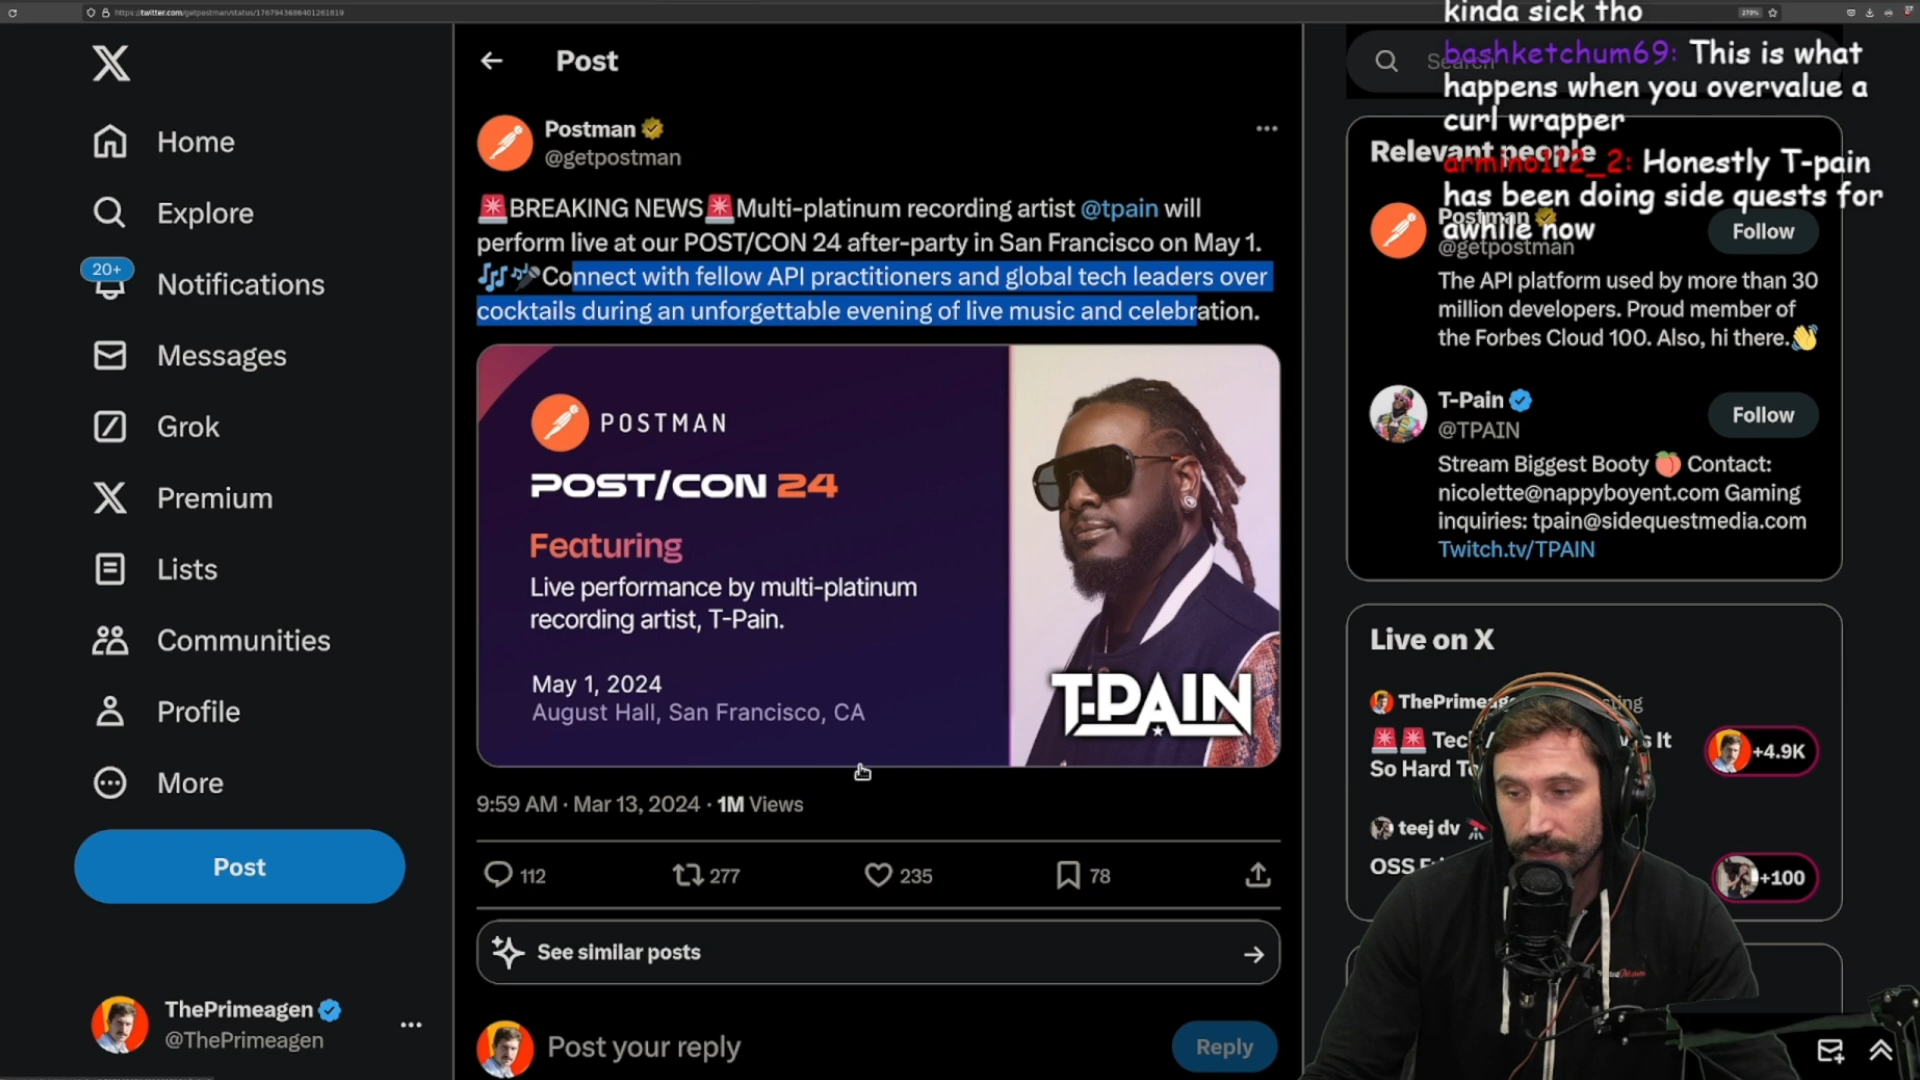 https://twitter.com/getpostman/status/1767943686401261819
270%
Home
Explore
20+
Notifications
Messages
Grok
Premium
Lists
Communities
Profile
More
Post
ThePrimeagen
@ThePrimeagen
Post
Postman
@getpostman
🚨BREAKING NEWS🚨Multi-platinum recording artist @tpain will
perform live at our POST/CON 24 after-party in San Francisco on May 1.
🎶🎤Connect with fellow API practitioners and global tech leaders over
cocktails during an unforgettable evening of live music and celebration.
POSTMAN
POST/CON 24
Featuring
Live performance by multi-platinum
recording artist, T-Pain.
May 1, 2024
August Hall, San Francisco, CA
T-PAIN
9:59 AM · Mar 13, 2024 · 1M Views
112
277
235
78
See similar posts
Post your reply
Reply
kinda sick tho
bashketchum69: This is what
happens when you overvalue a
curl wrapper
armino112_2: Honestly T-pain
has been doing side quests for
awhile now
Search
Relevant people
Postman
@getpostman
Follow
The API platform used by more than 30
million developers. Proud member of
the Forbes Cloud 100. Also, hi there.👋
T-Pain
@TPAIN
Follow
Stream Biggest Booty 🍑 Contact:
nicolette@nappyboyent.com Gaming
inquiries: tpain@sidequestmedia.com
Twitch.tv/TPAIN
Live on X
🚨🚨
It
So Hard
+4.9K
teej dv 🔭
OSS
+100